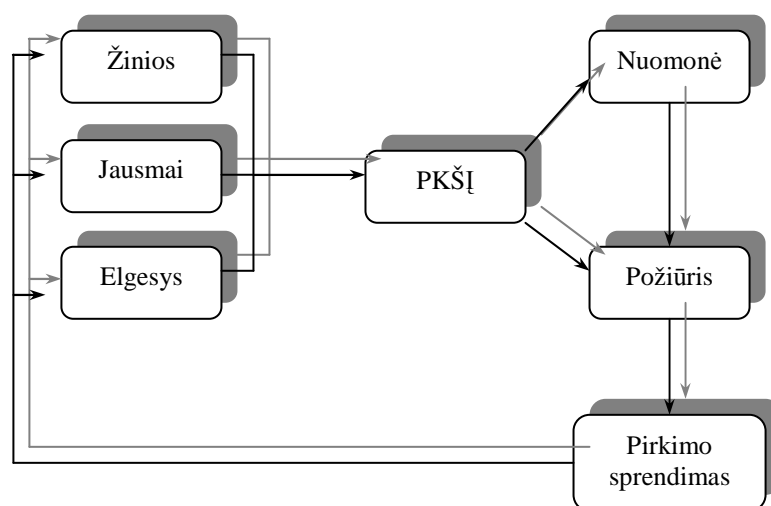 Žinios
Nuomonė
Jausmai
PKŠĮ
Elgesys
Požiūris
Pirkimo
sprendimas